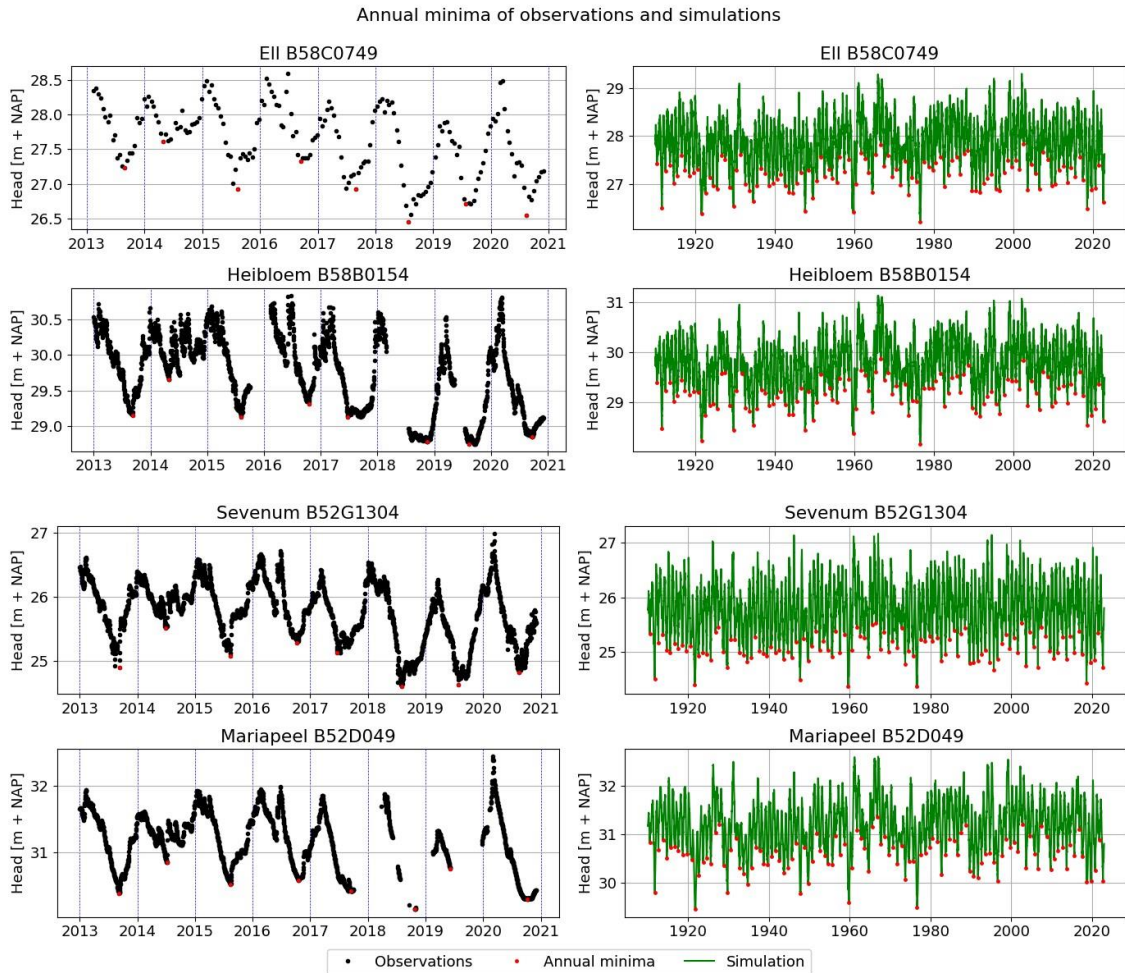 Annual minima of observations and simulations
Ell B58C0749
Head [m + NAP]
28.5
28.0
27.5
27.0
26.5
2013 2014 2015 2016 2017 2018 2019 2020 2021
Ell B58C0749
Head [m + NAP]
29
28
27
1920 1940 1960 1980 2000 2020
Heibloem B58B0154
Head [m + NAP]
30.5
30.0
29.5
29.0
2013 2014 2015 2016 2017 2018 2019 2020 2021
Heibloem B58B0154
Head [m + NAP]
31
30
29
1920 1940 1960 1980 2000 2020
Sevenum B52G1304
Head [m + NAP]
27
26
25
2013 2014 2015 2016 2017 2018 2019 2020 2021
Sevenum B52G1304
Head [m + NAP]
27
26
25
1920 1940 1960 1980 2000 2020
Mariapeel B52D049
Head [m + NAP]
32
31
2013 2014 2015 2016 2017 2018 2019 2020 2021
Mariapeel B52D049
Head [m + NAP]
32
31
30
1920 1940 1960 1980 2000 2020
Observations Annual minima Simulation